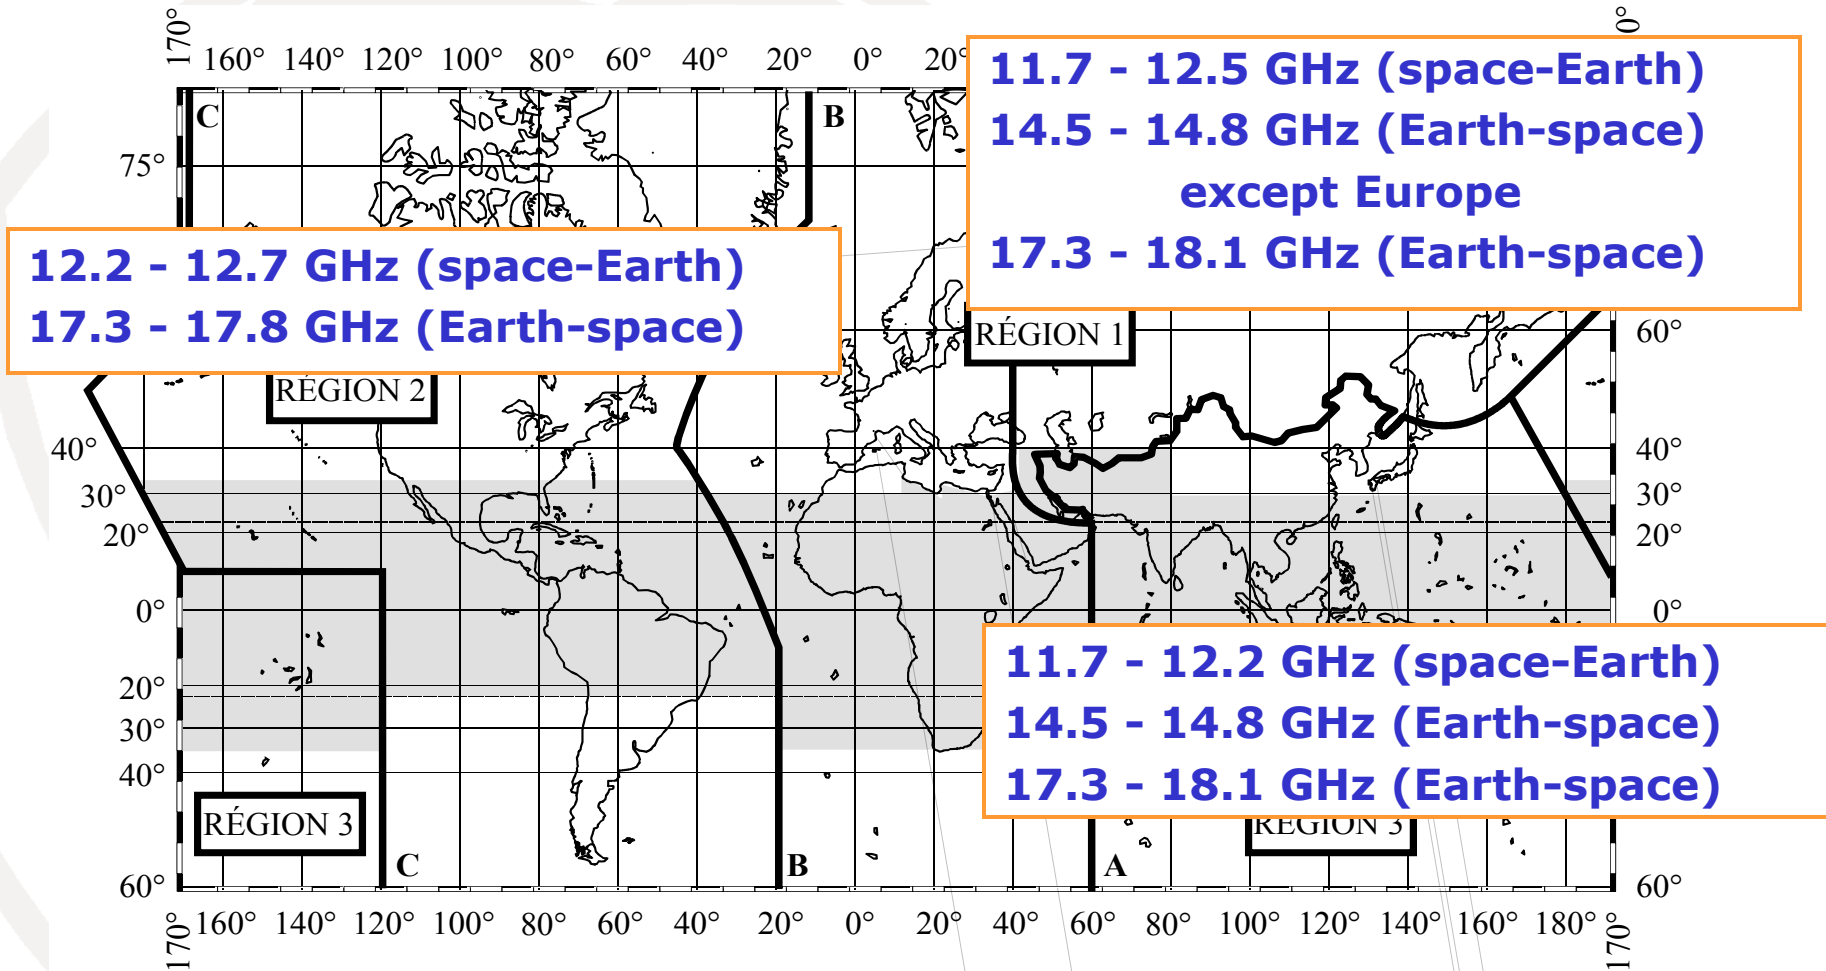 170°
160° 140° 120° 100° 80° 60° 40° 20° 0° 20°
0°
C
B
75°
11.7 - 12.5 GHz (space-Earth)
14.5 - 14.8 GHz (Earth-space)
except Europe
17.3 - 18.1 GHz (Earth-space)
12.2 - 12.7 GHz (space-Earth)
17.3 - 17.8 GHz (Earth-space)
RÉGION 1
60°
RÉGION 2
40°
40°
30°
30°
20°
20°
0°
0°
11.7 - 12.2 GHz (space-Earth)
14.5 - 14.8 GHz (Earth-space)
17.3 - 18.1 GHz (Earth-space)
20°
30°
40°
RÉGION 3
RÉGION 3
C
B
A
60°
60°
170°
160° 140° 120° 100° 80° 60° 40° 20° 0° 20° 40° 60° 80° 100° 120° 140° 160° 180°
170°